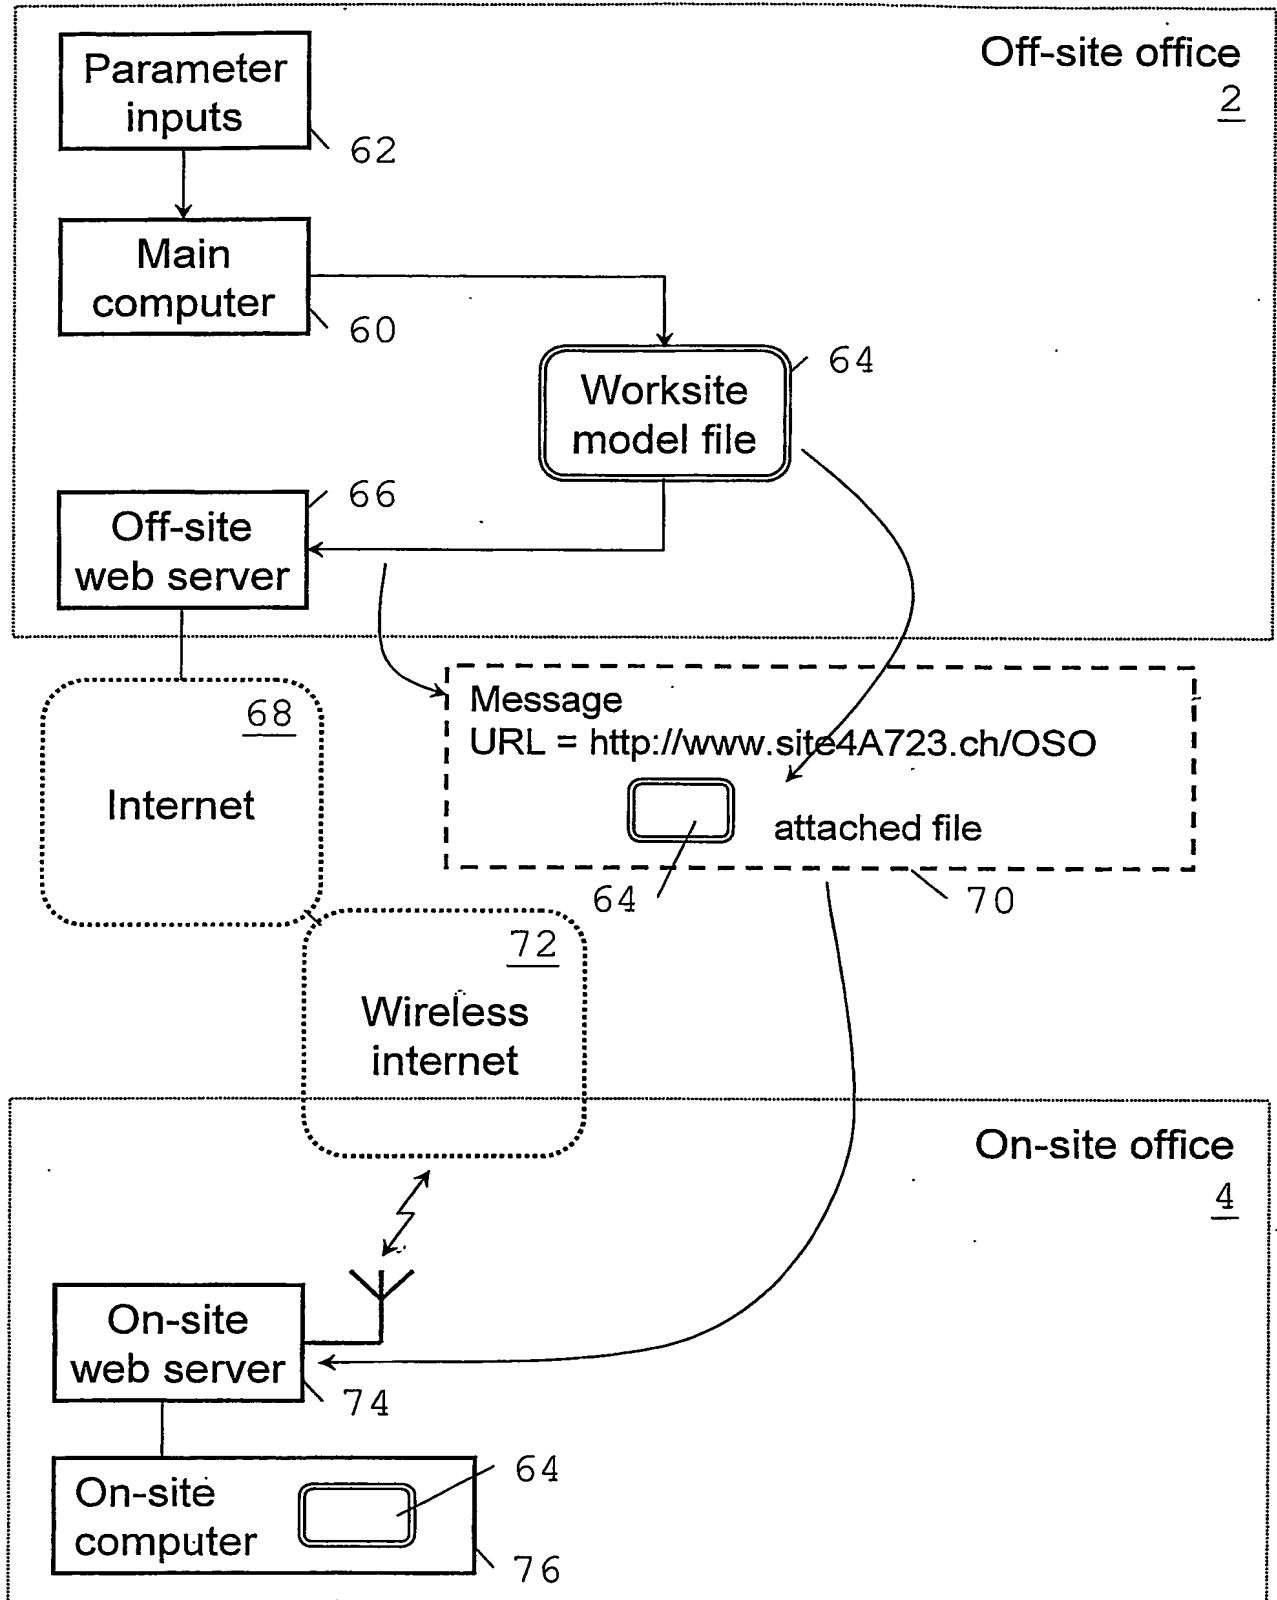 Off-site office
2
Parameter
inputs
62
Main
computer
60
Worksite
model file
64
66
Off-site
web server
68
Internet
Message
URL = http://www.site4A723.ch/OSO
attached file
64
70
72
Wireless
internet
On-site office
4
On-site
web server
74
On-site
computer
64
76